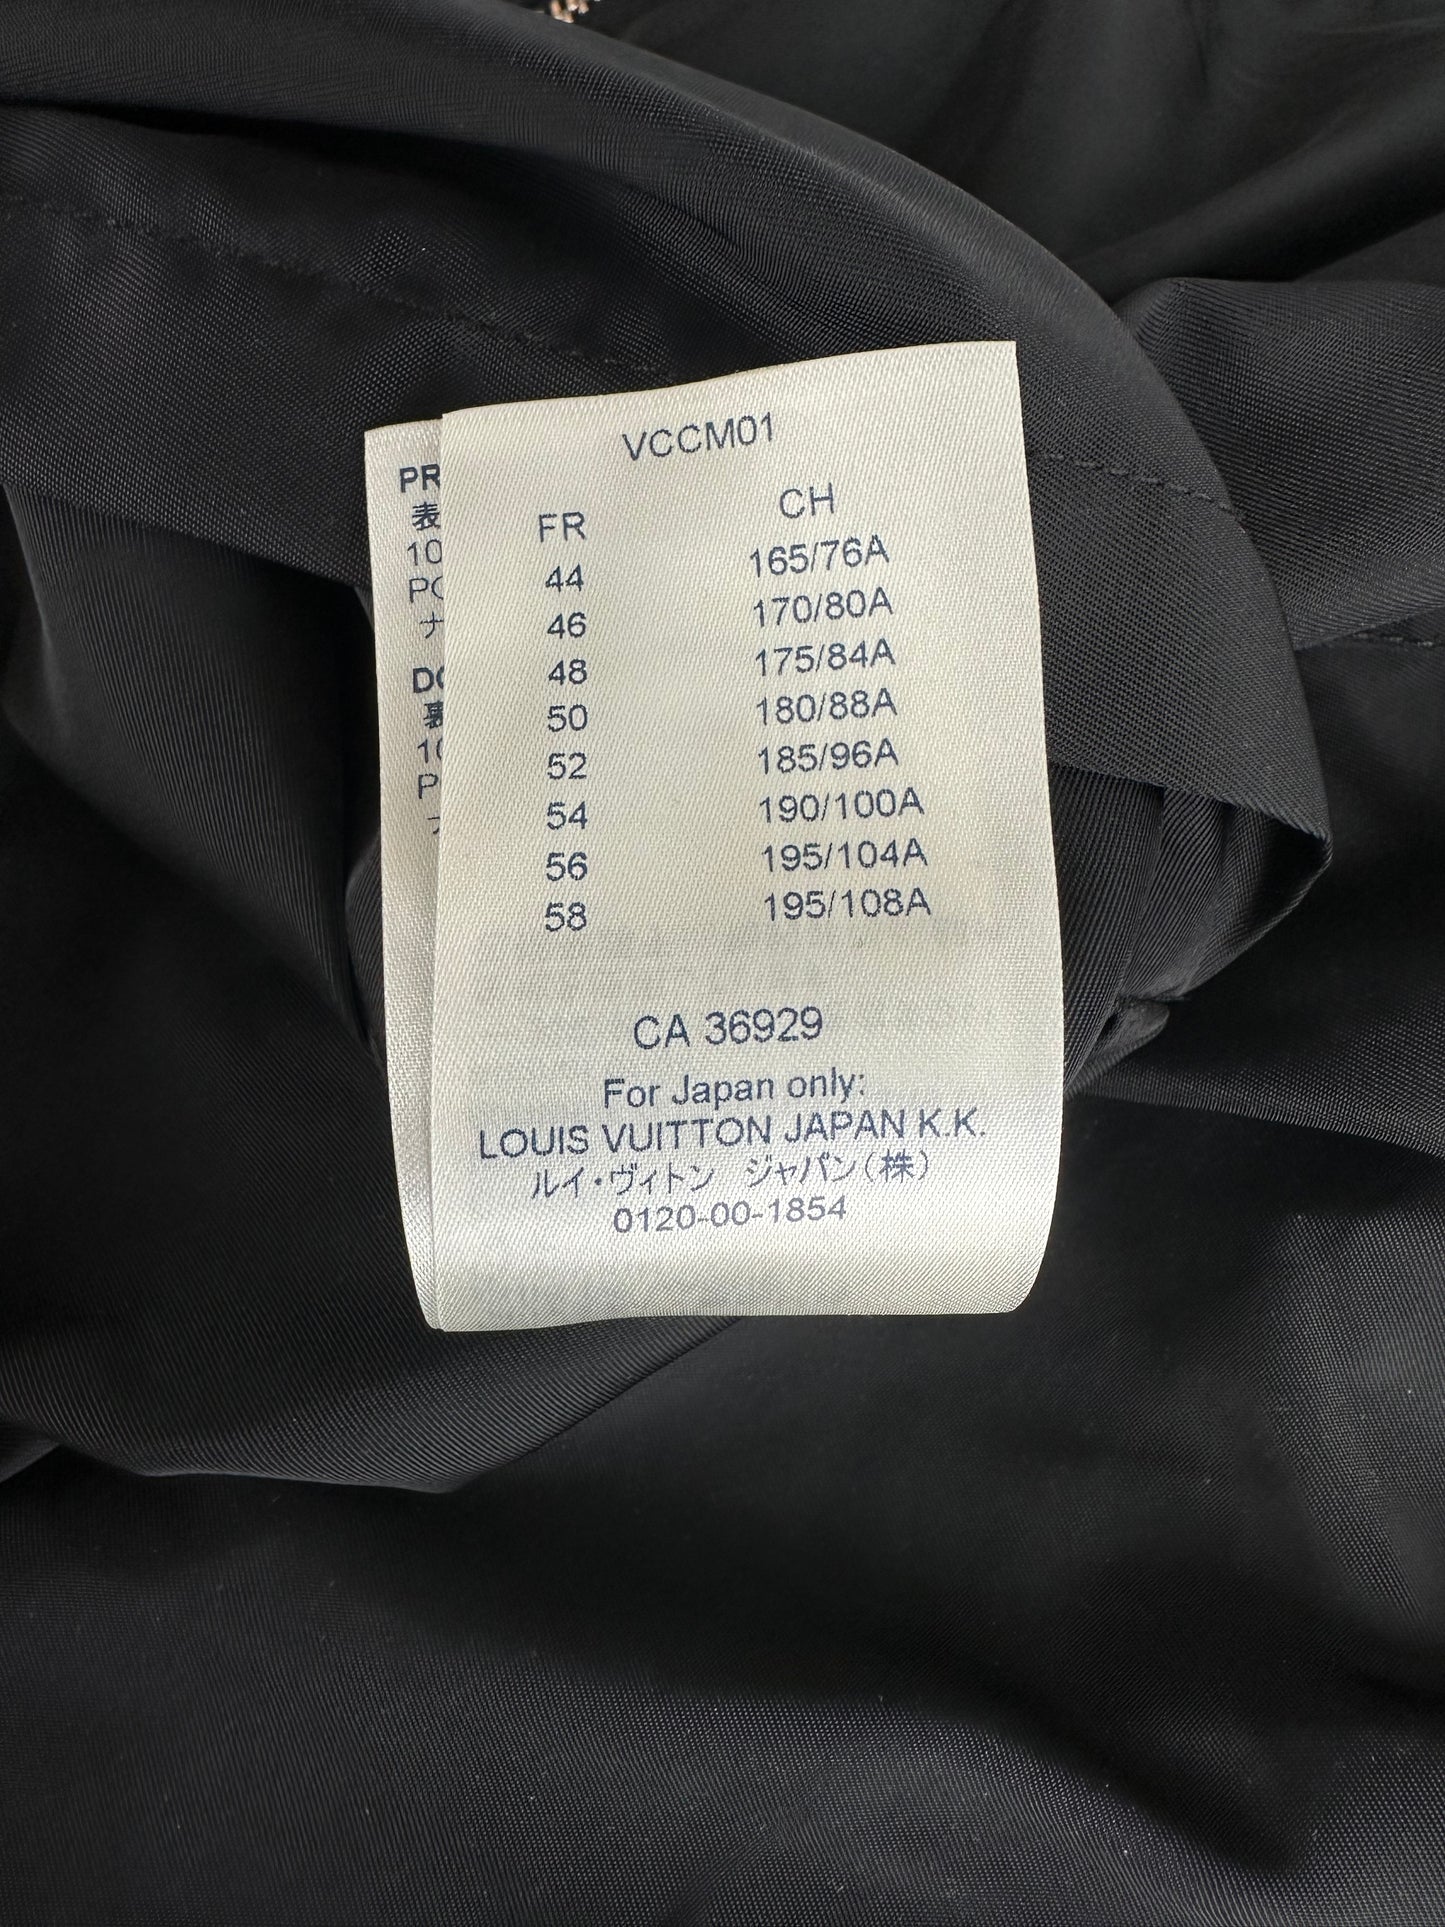 VCCM01
FR CH
44 165/76A
46 170/80A
48 175/84A
50 180/88A
52 185/96A
54 190/100A
56 195/104A
58 195/108A
CA 36929
For Japan only:
LOUIS VUITTON JAPAN K.K.
ルイ・ヴィトン ジャパン(株)
0120-00-1854
表